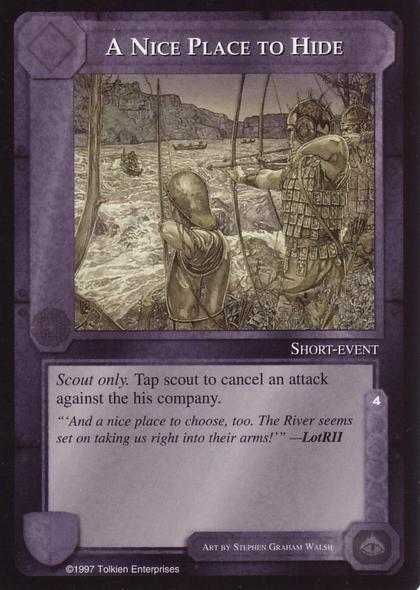 A Nice Place to Hide
Short-event
Scout only. Tap scout to cancel an attack
against the his company.
4
“‘And a nice place to choose, too. The River seems
set on taking us right into their arms!’” —LotRII
Art by Stephen Graham Walsh
©1997 Tolkien Enterprises